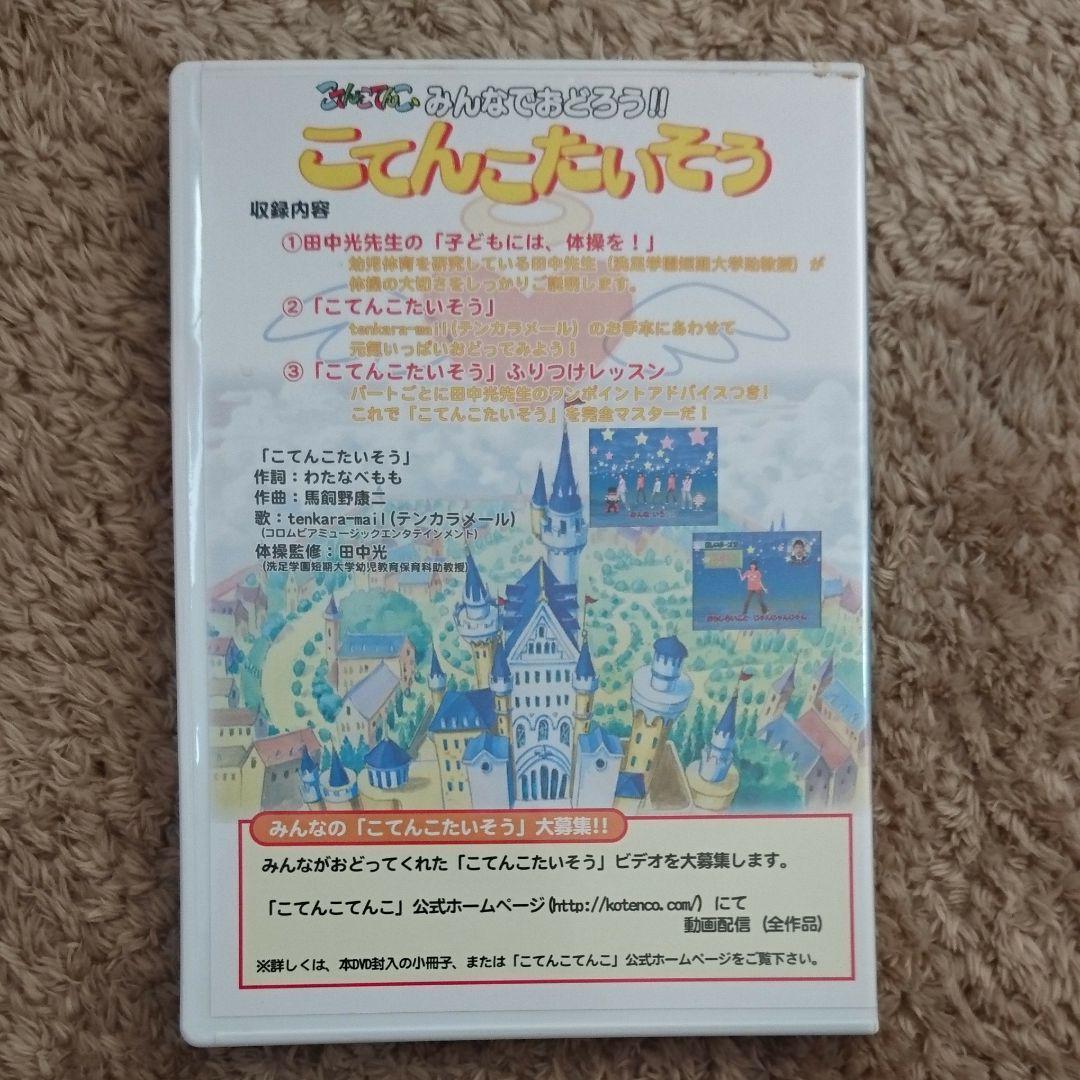 こてんこてんこ みんなでおどろう!!
こてんこたいそう
収録内容
①田中光先生の「子どもには、体操を!」
幼児体育を研究している田中先生(洗足学園短期大学助教授)が
体操の大切さをしっかりご説明します。
②「こてんこたいそう」
tenkara-mail(テンカラメール)のお手本にあわせて
元気いっぱいおどってみよう!
③「こてんこたいそう」ふりつけレッスン
パートごとに田中光先生のワンポイントアドバイスつき!
これで「こてんこたいそう」を完全マスターだ!
「こてんこたいそう」
作詞:わたなべもも
作曲:馬飼野康二
歌:tenkara-mail(テンカラメール)
(コロムビアミュージックエンタテインメント)
体操監修:田中光
(洗足学園短期大学幼児教育保育科助教授)
みんないう
みんなの「こてんこたいそう」大募集!!
みんながおどってくれた「こてんこたいそう」ビデオを大募集します。
「こてんこてんこ」公式ホームページ(http://kotenco.com/) にて
動画配信 (全作品)
※詳しくは、本DVD封入の小冊子、または「こてんこてんこ」公式ホームページをご覧下さい。